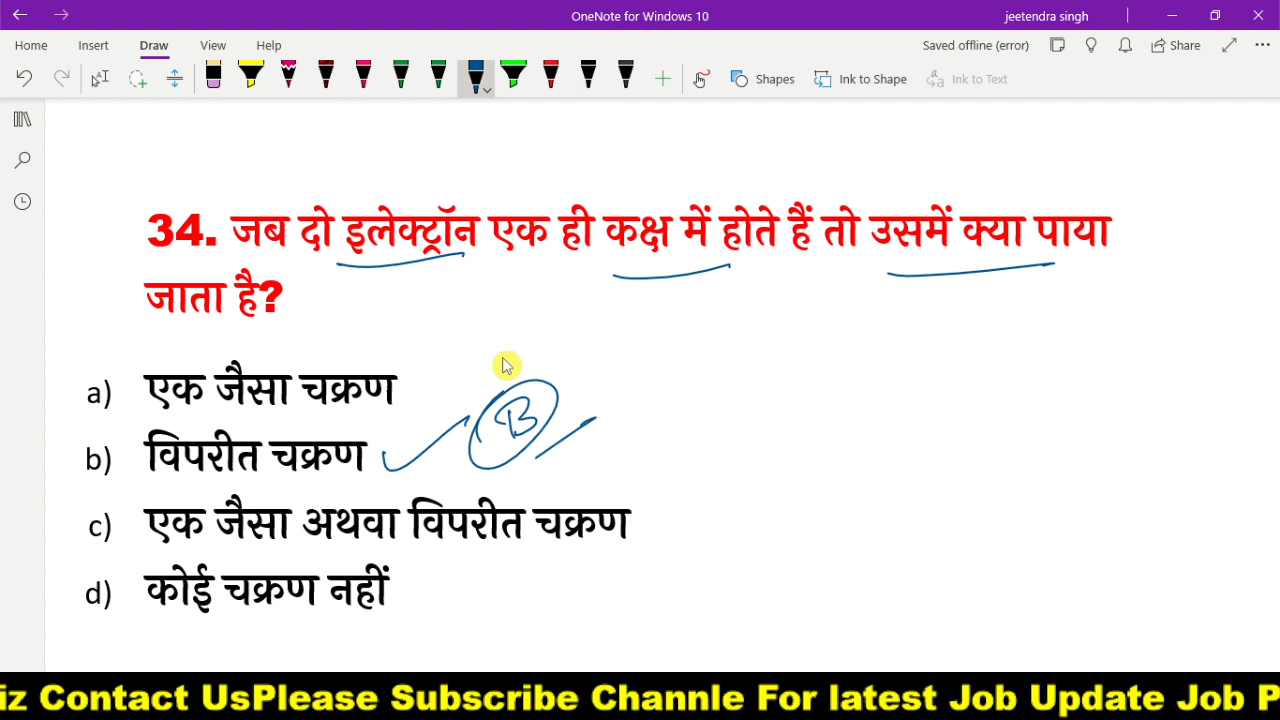 OneNote for Windows 10
jeetendra singh
Home Insert Draw View Help
Saved offline (error) Share
Shapes Ink to Shape Ink to Text
34. जब दो इलेक्ट्रॉन एक ही कक्ष में होते हैं तो उसमें क्या पाया
जाता है?
a) एक जैसा चक्रण
B
b) विपरीत चक्रण
c) एक जैसा अथवा विपरीत चक्रण
d) कोई चक्रण नहीं
iz Contact UsPlease Subscribe Channle For latest Job Update Job P